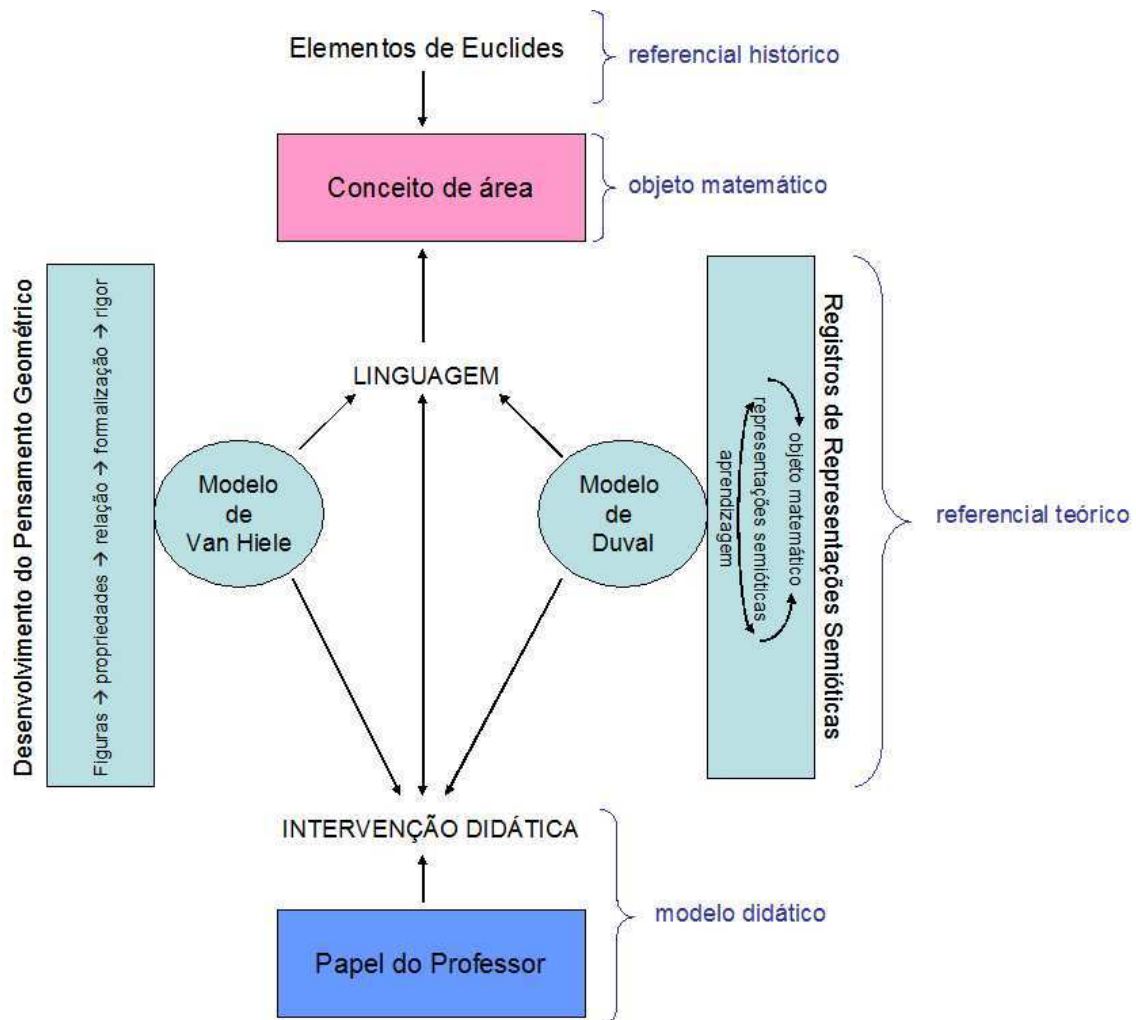 Elementos de Euclides
referencial histórico
Conceito de área
objeto matemático
Desenvolvimento do Pensamento Geométrico
Figuras → propriedades → relação → formalização → rigor
LINGUAGEM
Modelo
de
Van Hiele
Modelo
de
Duval
aprendizagem
representações semióticas
objeto matemático
Registros de Representações Semióticas
referencial teórico
INTERVENÇÃO DIDÁTICA
modelo didático
Papel do Professor